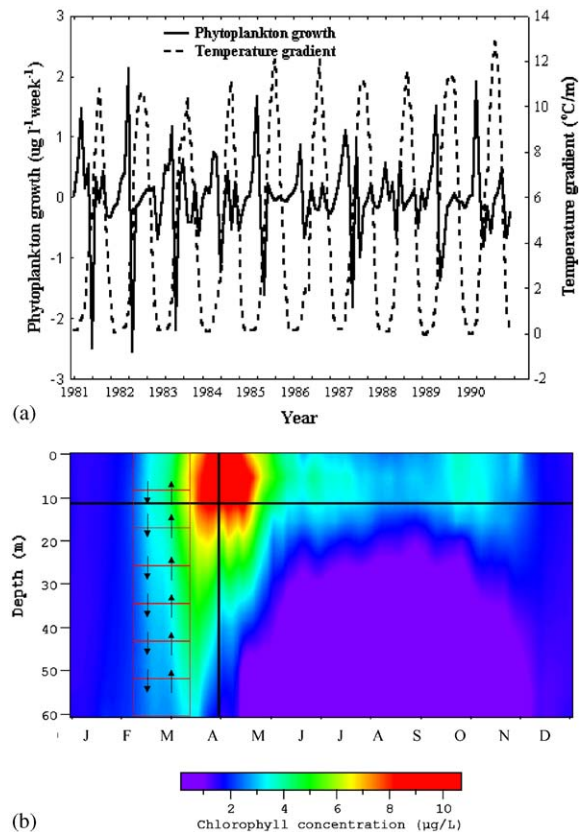 3
2
1
0
-1
-2
-3
14
12
10
8
6
4
2
0
-2
Phytoplankton growth
Temperature gradient
Phytoplankton growth (ug l⁻¹week⁻¹)
Temperature gradient (°C/m)
1981 1982 1983 1984 1985 1986 1987 1988 1989 1990
(a)
Year
0
10
20
30
40
50
60
Depth (m)
J F M A M J J A S O N D
2 4 6 8 10
Chlorophyll concentration (µg/L)
(b)